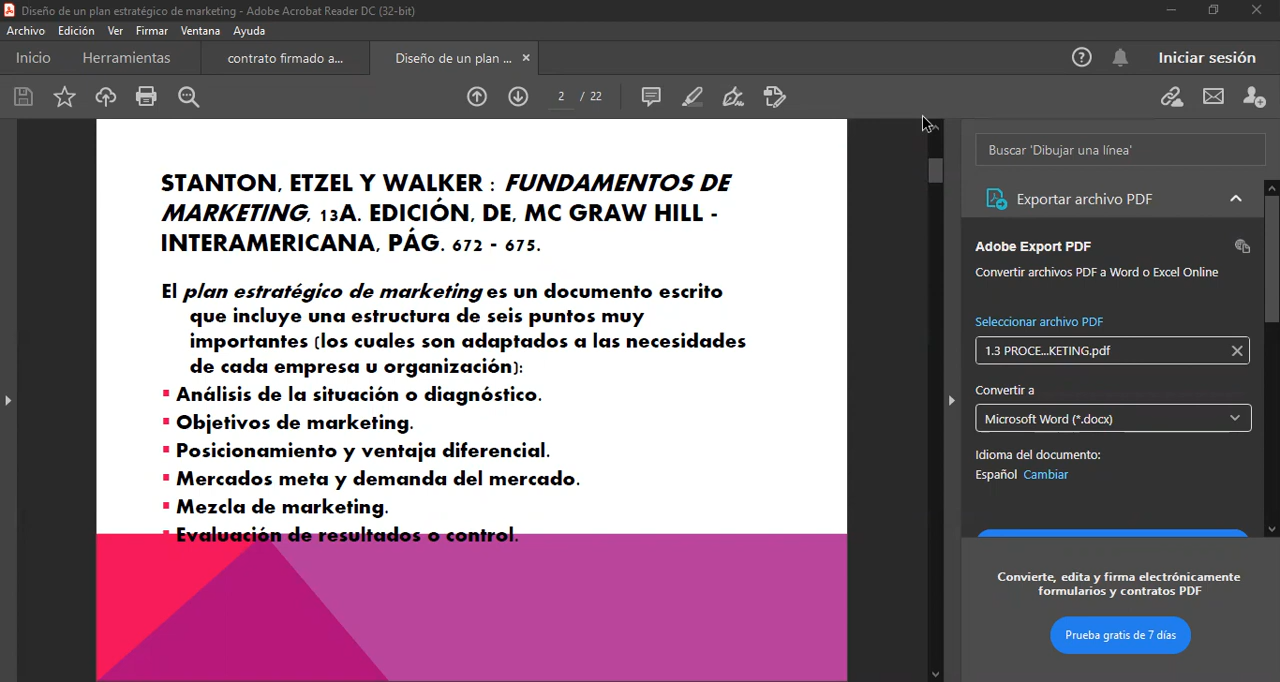 Diseño de un plan estratégico de marketing - Adobe Acrobat Reader DC (32-bit)
Archivo Edición Ver Firmar Ventana Ayuda
Inicio Herramientas contrato firmado a... Diseño de un plan ... × Iniciar sesión
2 / 22
Buscar 'Dibujar una línea'
STANTON, ETZEL Y WALKER : FUNDAMENTOS DE
MARKETING, 13A. EDICIÓN, DE, MC GRAW HILL -
INTERAMERICANA, PÁG. 672 - 675.
El plan estratégico de marketing es un documento escrito
que incluye una estructura de seis puntos muy
importantes (los cuales son adaptados a las necesidades
de cada empresa u organización):
▪ Análisis de la situación o diagnóstico.
▪ Objetivos de marketing.
▪ Posicionamiento y ventaja diferencial.
▪ Mercados meta y demanda del mercado.
▪ Mezcla de marketing.
▪ Evaluación de resultados o control.
Exportar archivo PDF
Adobe Export PDF
Convertir archivos PDF a Word o Excel Online
Seleccionar archivo PDF
1.3 PROCE...KETING.pdf
Convertir a
Microsoft Word (*.docx)
Idioma del documento:
Español Cambiar
Convierte, edita y firma electrónicamente
formularios y contratos PDF
Prueba gratis de 7 días